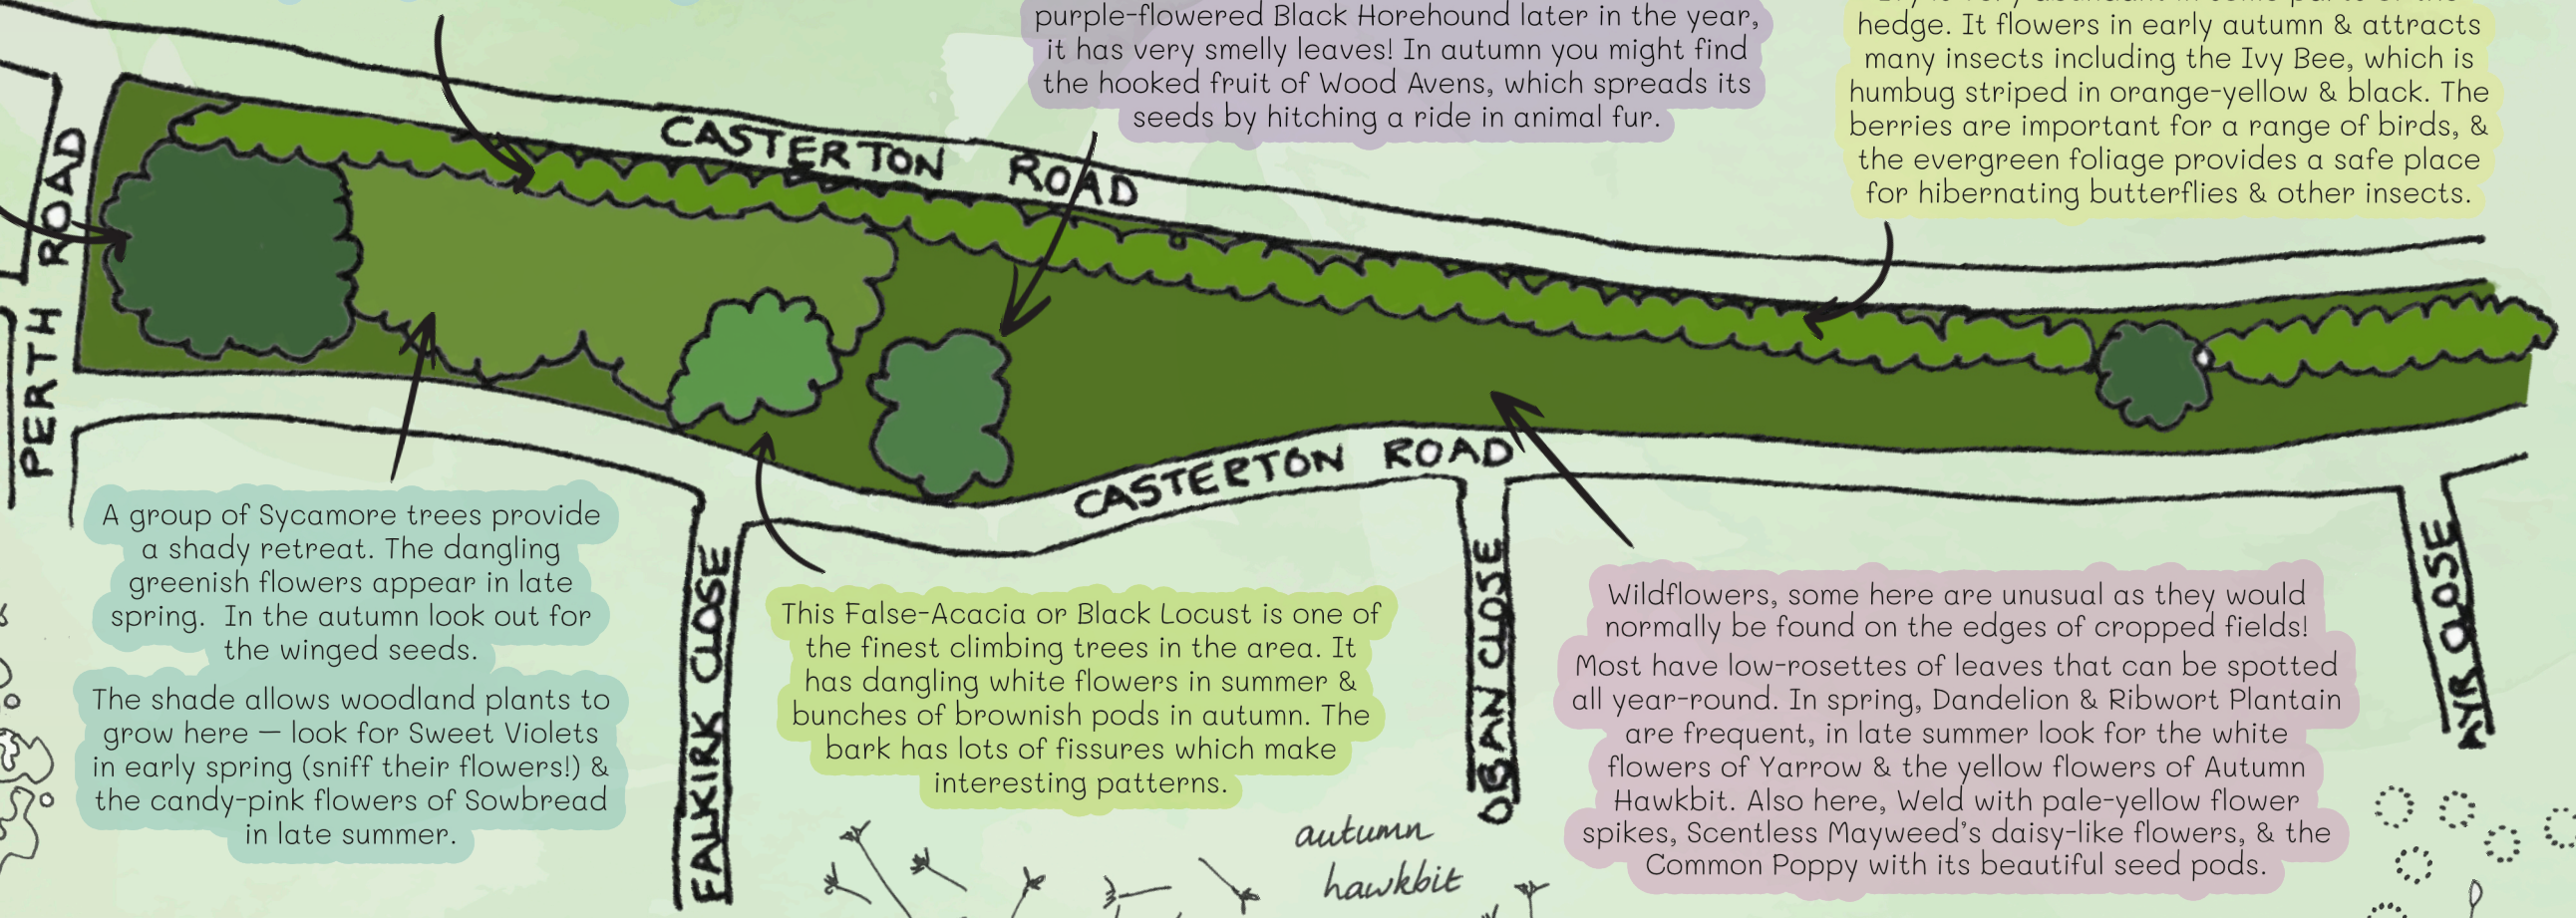 purple-flowered Black Horehound later in the year,
it has very smelly leaves! In autumn you might find
the hooked fruit of Wood Avens, which spreads its
seeds by hitching a ride in animal fur.
hedge. It flowers in early autumn & attracts
many insects including the Ivy Bee, which is
humbug striped in orange-yellow & black. The
berries are important for a range of birds, &
the evergreen foliage provides a safe place
for hibernating butterflies & other insects.
CASTERTON ROAD
PERTH ROAD
CASTERTON ROAD
A group of Sycamore trees provide
a shady retreat. The dangling
greenish flowers appear in late
spring. In the autumn look out for
the winged seeds.
The shade allows woodland plants to
grow here – look for Sweet Violets
in early spring (sniff their flowers!) &
the candy-pink flowers of Sowbread
in late summer.
FALKIRK CLOSE
This False-Acacia or Black Locust is one of
the finest climbing trees in the area. It
has dangling white flowers in summer &
bunches of brownish pods in autumn. The
bark has lots of fissures which make
interesting patterns.
OBAN CLOSE
Wildflowers, some here are unusual as they would
normally be found on the edges of cropped fields!
Most have low-rosettes of leaves that can be spotted
all year-round. In spring, Dandelion & Ribwort Plantain
are frequent, in late summer look for the white
flowers of Yarrow & the yellow flowers of Autumn
Hawkbit. Also here, Weld with pale-yellow flower
spikes, Scentless Mayweed's daisy-like flowers, & the
Common Poppy with its beautiful seed pods.
AYR CLOSE
autumn
hawkbit